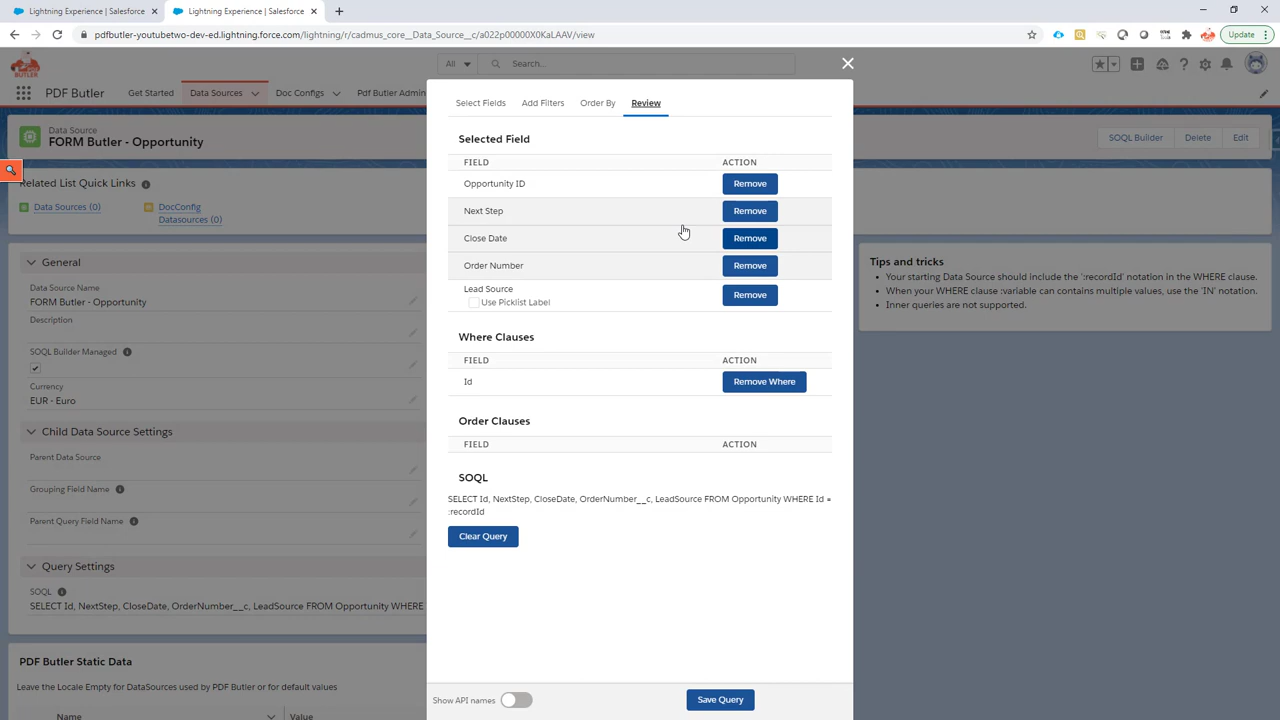 Lightning Experience | Salesforce
Lightning Experience | Salesforce
pdfbutler-youtubetwo-dev-ed.lightning.force.com/lightning/r/cadmus_core__Data_Source__c/a022p00000X0KaLAAV/view
Update
BUTLER
All
Search...
PDF Butler
Get Started
Data Sources
Doc Configs
Pdf Butler Admin
Data Source
FORM Butler - Opportunity
SOQL Builder
Delete
Edit
Related List Quick Links
Data Sources (0)
DocConfig
Datasources (0)
General
Data Source Name
FORM Butler - Opportunity
Description
SOQL Builder Managed
Currency
EUR - Euro
Child Data Source Settings
Parent Data Source
Grouping Field Name
Parent Query Field Name
Query Settings
SOQL
SELECT Id, NextStep, CloseDate, OrderNumber__c, LeadSource FROM Opportunity WHERE
PDF Butler Static Data
Leave the Locale Empty for DataSources used by PDF Butler or for default values
Name
Value
Select Fields
Add Filters
Order By
Review
Selected Field
FIELD
ACTION
Opportunity ID
Remove
Next Step
Remove
Close Date
Remove
Order Number
Remove
Lead Source
Use Picklist Label
Remove
Where Clauses
FIELD
ACTION
Id
Remove Where
Order Clauses
FIELD
ACTION
SOQL
SELECT Id, NextStep, CloseDate, OrderNumber__c, LeadSource FROM Opportunity WHERE Id =
:recordId
Clear Query
Show API names
Save Query
Tips and tricks
Your starting Data Source should include the ':recordId' notation in the WHERE clause.
When your WHERE clause :variable can contains multiple values, use the 'IN' notation.
Inner queries are not supported.